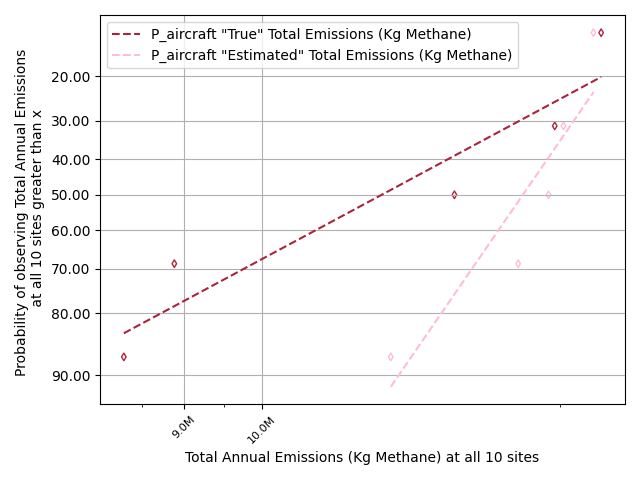 P_aircraft "True" Total Emissions (Kg Methane)
P_aircraft "Estimated" Total Emissions (Kg Methane)
Probability of observing Total Annual Emissions
at all 10 sites greater than x
20.00
30.00
40.00
50.00
60.00
70.00
80.00
90.00
9.0M
10.0M
Total Annual Emissions (Kg Methane) at all 10 sites